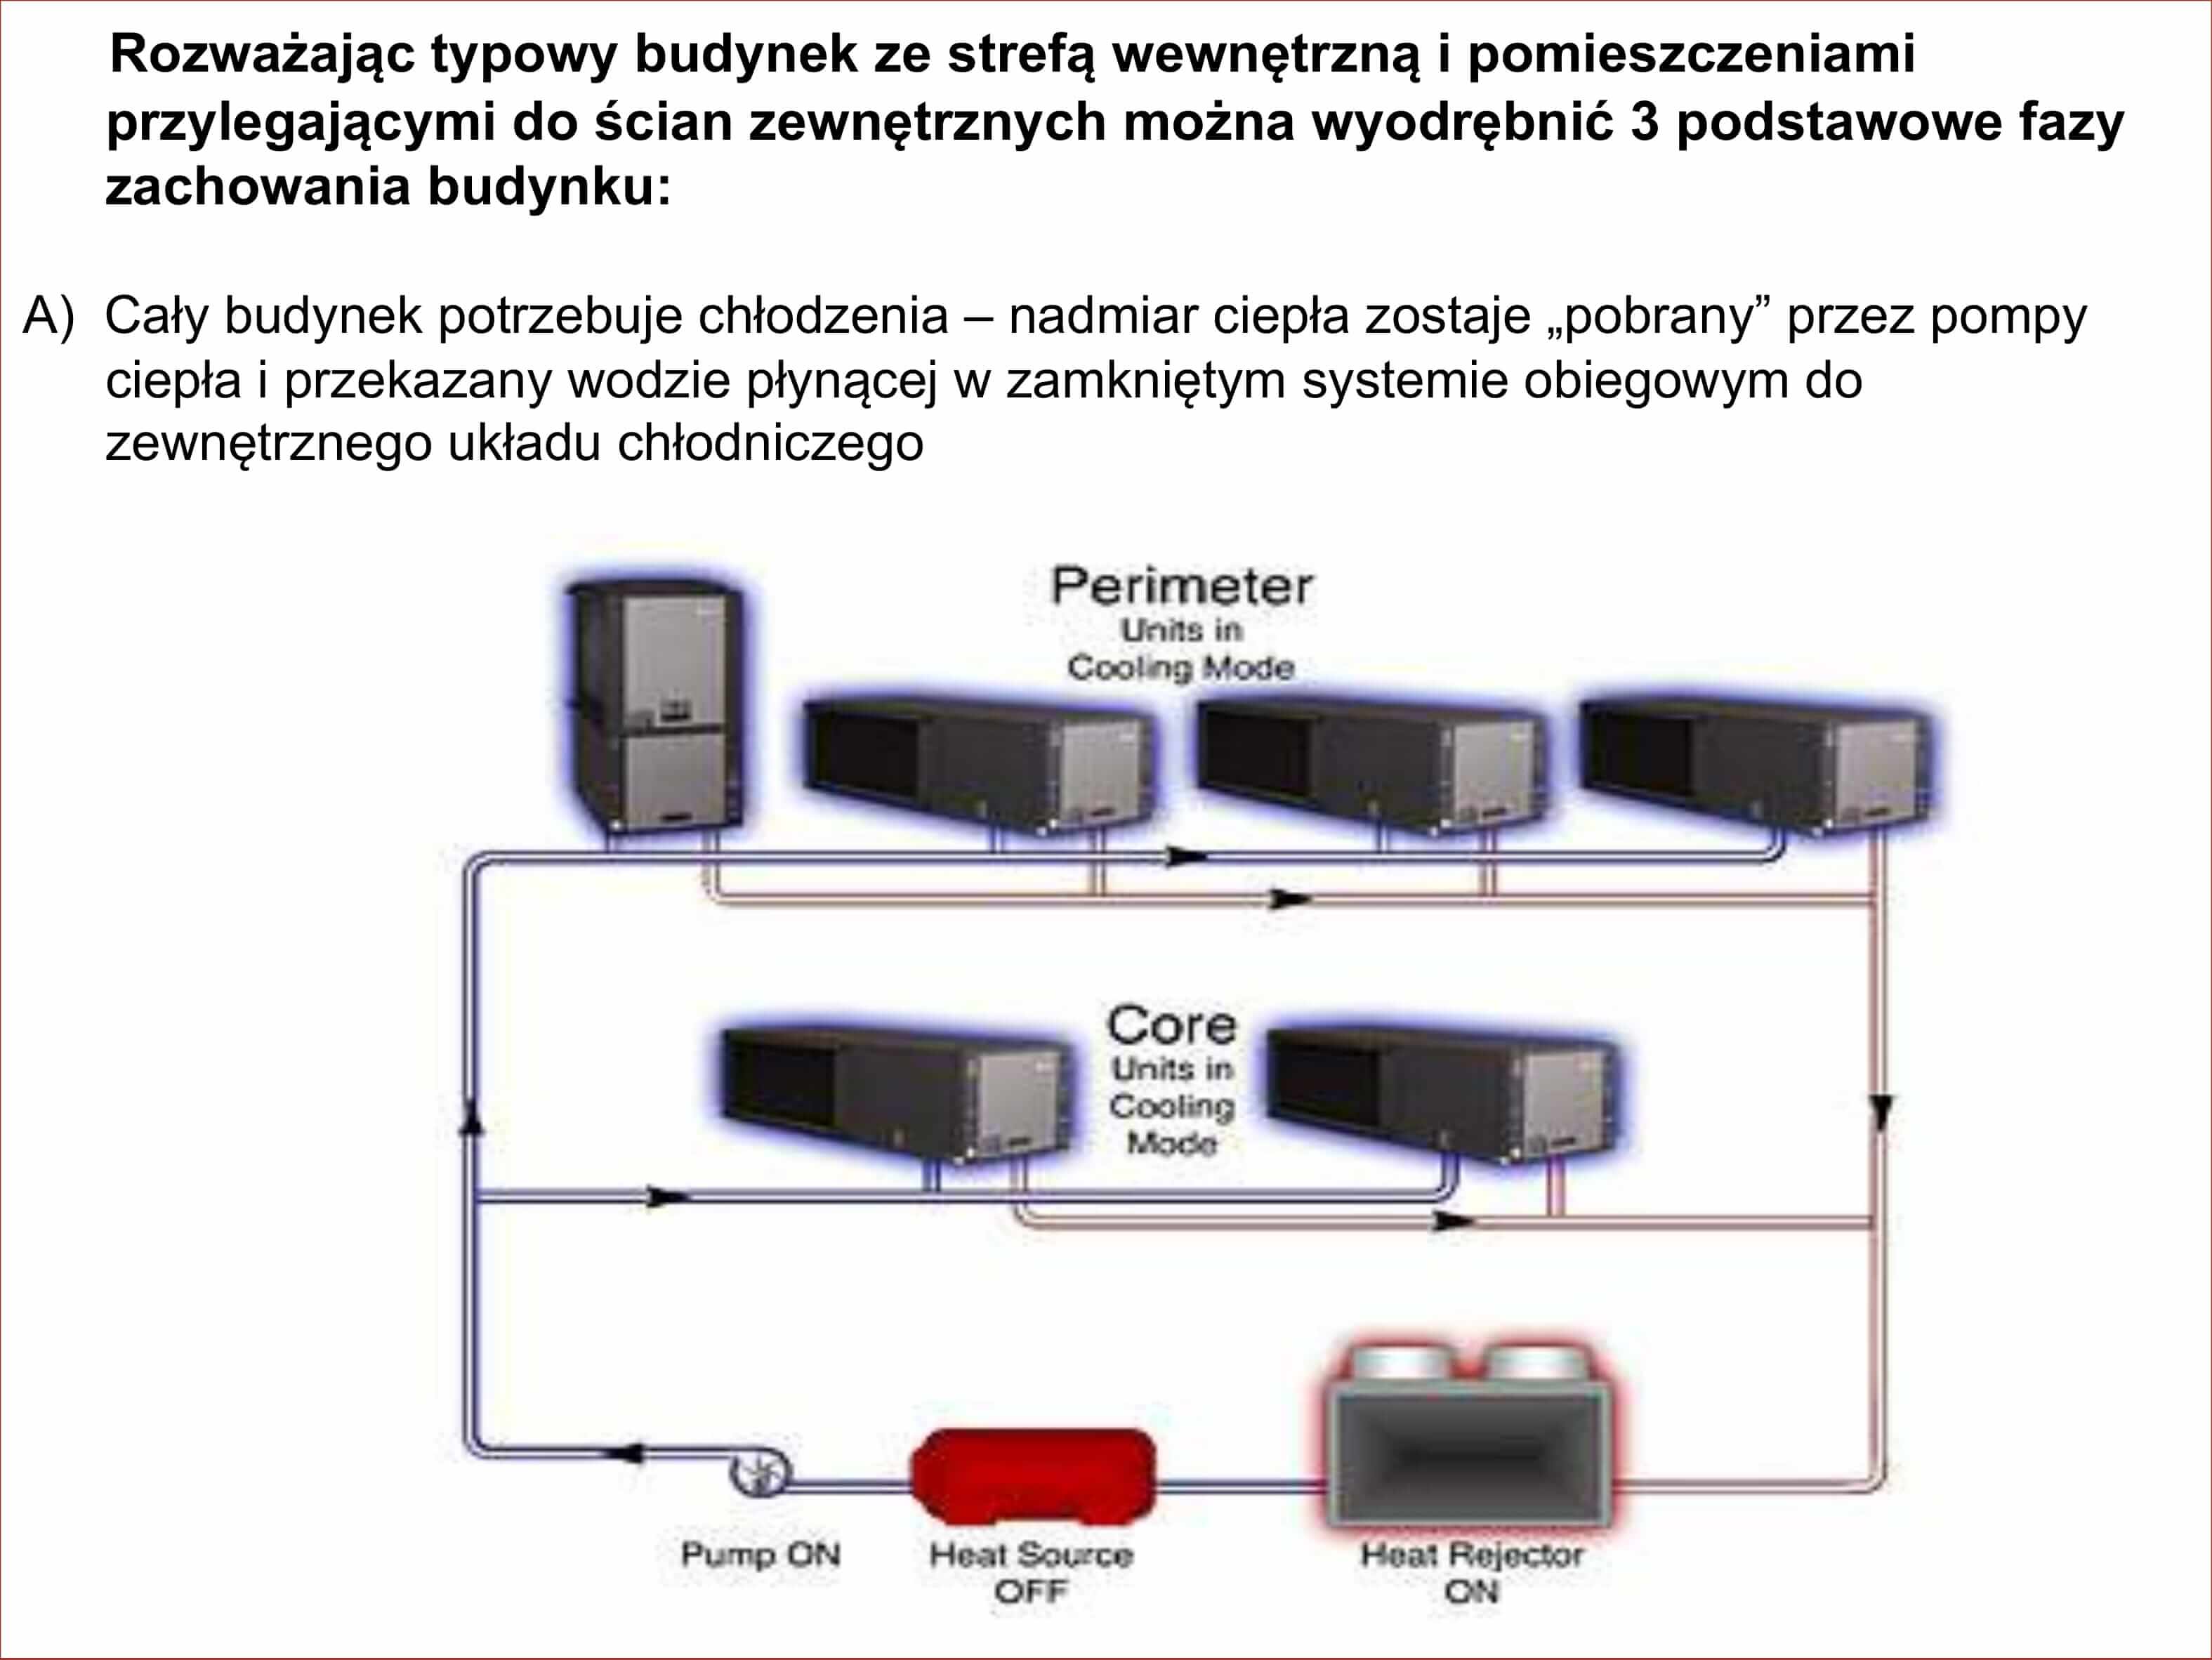 Rozważając typowy budynek ze strefą wewnętrzną i pomieszczeniami
przylegającymi do ścian zewnętrznych można wyodrębnić 3 podstawowe fazy
zachowania budynku:
A) Cały budynek potrzebuje chłodzenia – nadmiar ciepła zostaje „pobrany” przez pompy
ciepła i przekazany wodzie płynącej w zamkniętym systemie obiegowym do
zewnętrznego układu chłodniczego
Perimeter
Units in
Cooling Mode
Core
Units in
Cooling
Mode
Pump ON
Heat Source
OFF
Heat Rejector
ON